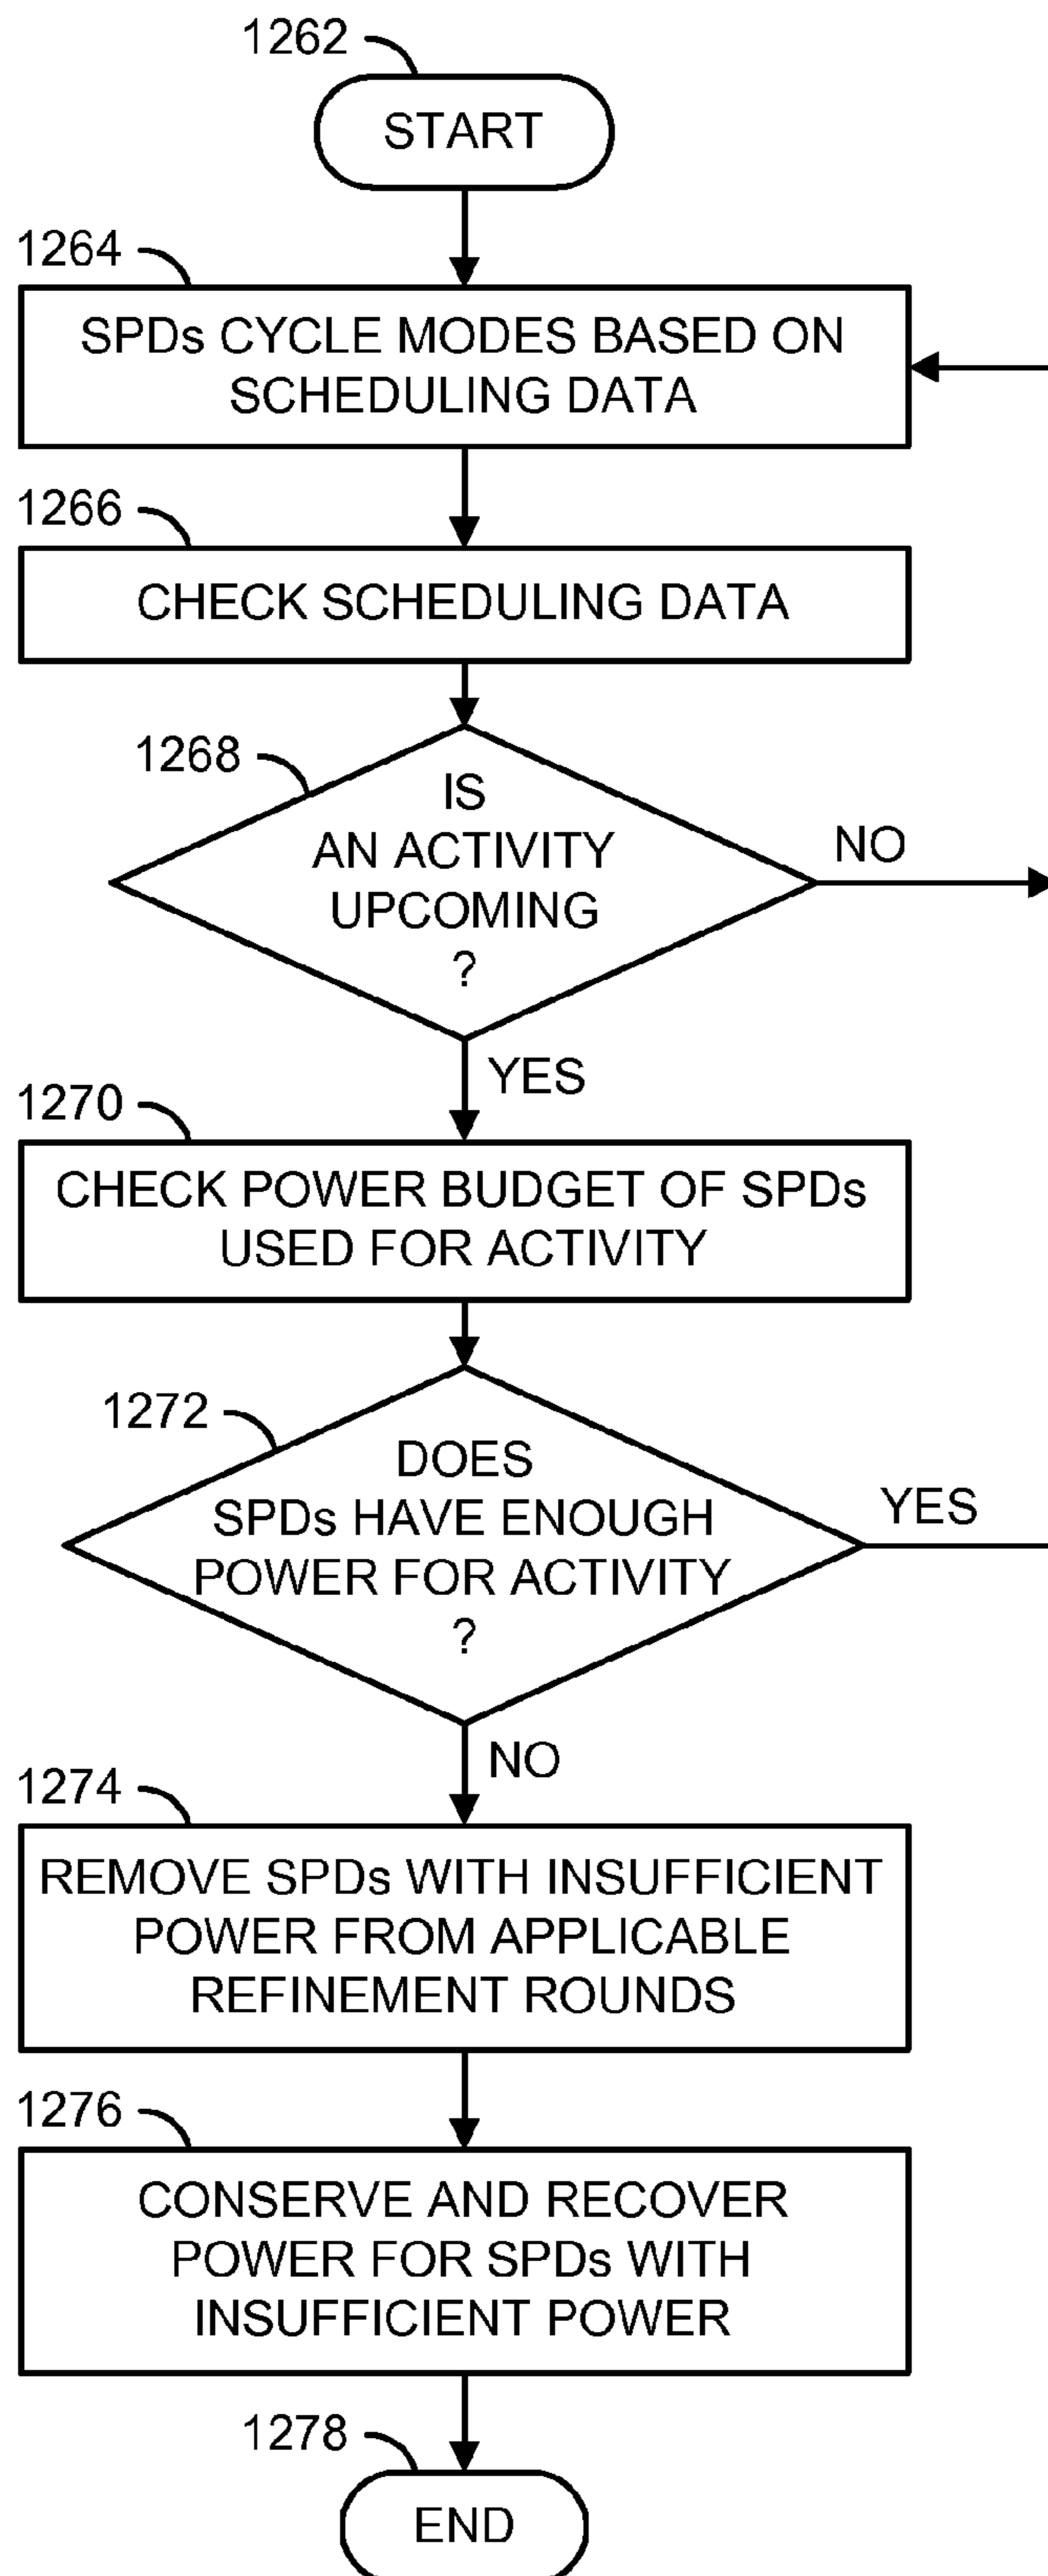 1262
START
1264
SPDs CYCLE MODES BASED ON
SCHEDULING DATA
1266
CHECK SCHEDULING DATA
1268
IS
AN ACTIVITY
UPCOMING
?
NO
YES
1270
CHECK POWER BUDGET OF SPDs
USED FOR ACTIVITY
1272
DOES
SPDs HAVE ENOUGH
POWER FOR ACTIVITY
?
YES
NO
1274
REMOVE SPDs WITH INSUFFICIENT
POWER FROM APPLICABLE
REFINEMENT ROUNDS
1276
CONSERVE AND RECOVER
POWER FOR SPDs WITH
INSUFFICIENT POWER
1278
END